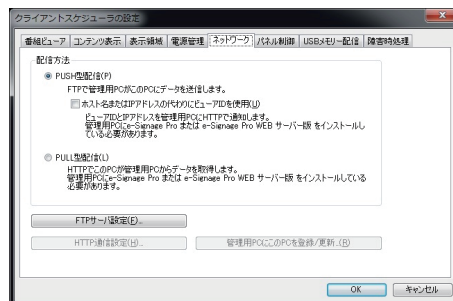 クライアントスケジューラの設定
番組ビューア コンテンツ表示 表示領域 電源管理 ネットワーク パネル制御 USBメモリー配信 障害時処理
配信方法
PUSH型配信(P)
FTPで管理用PCがこのPCにデータを送信します。
ホスト名またはIPアドレスの代わりにビューアIDを使用(U)
ビューアIDとIPアドレスを管理用PCにHTTPで通知します。
管理用PCにe-Signage Pro または e-Signage Pro WEB サーバー版 をインストールし
ている必要があります。
PULL型配信(L)
HTTPでこのPCが管理用PCからデータを取得します。
管理用PCにe-Signage Pro または e-Signage Pro WEB サーバー版 をインストールしている
必要があります。
FTPサーバ設定(F)...
HTTP通信設定(H)... 管理用PCにこのPCを登録/更新...(R)
OK キャンセル